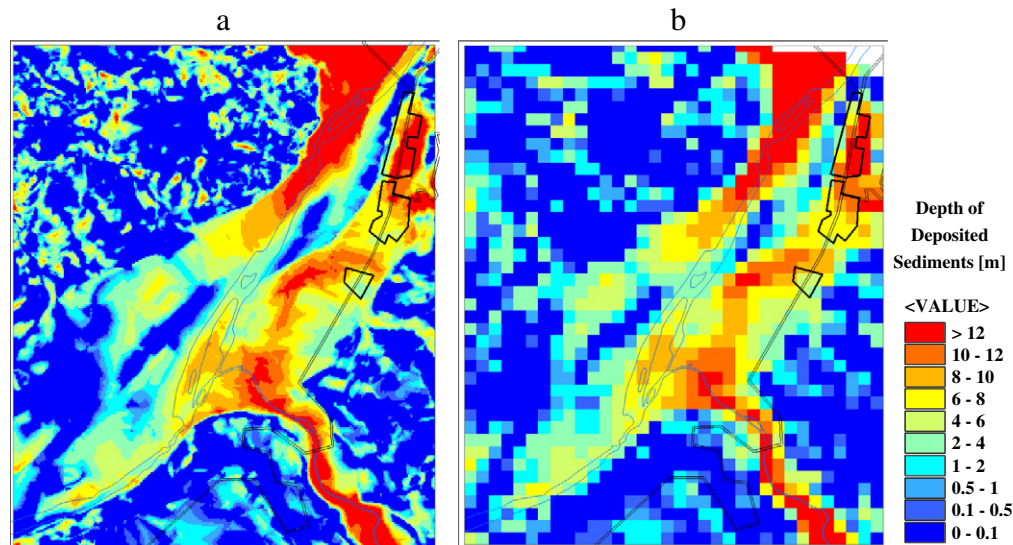 a
b
Depth of
Deposited
Sediments [m]
<VALUE>
> 12
10 - 12
8 - 10
6 - 8
4 - 6
2 - 4
1 - 2
0.5 - 1
0.1 - 0.5
0 - 0.1